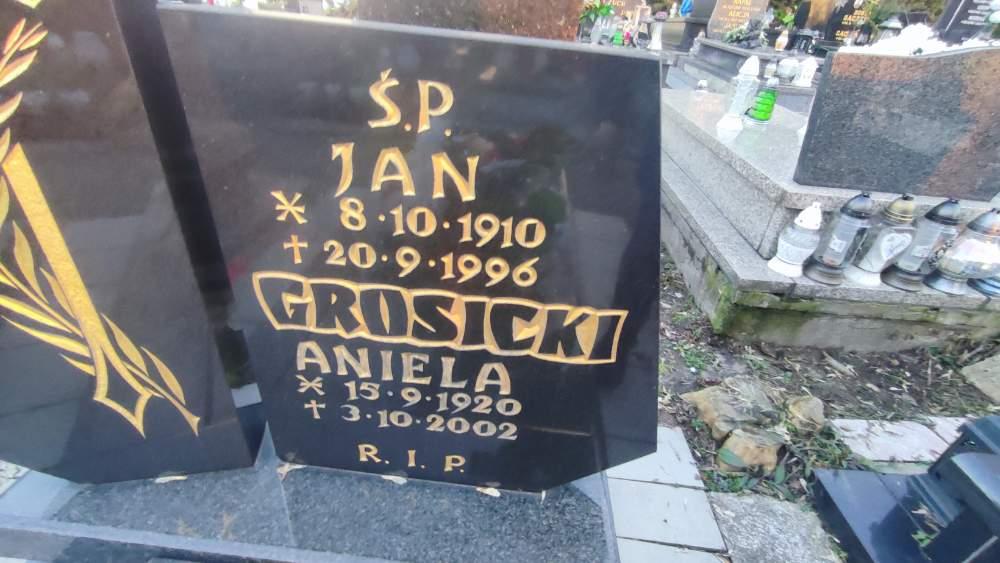 Ś.P.
JAN
* 8·10·1910
† 20·9·1996
GROSICKI
ANIELA
* 15·9·1920
† 3·10·2002
R. I. P.